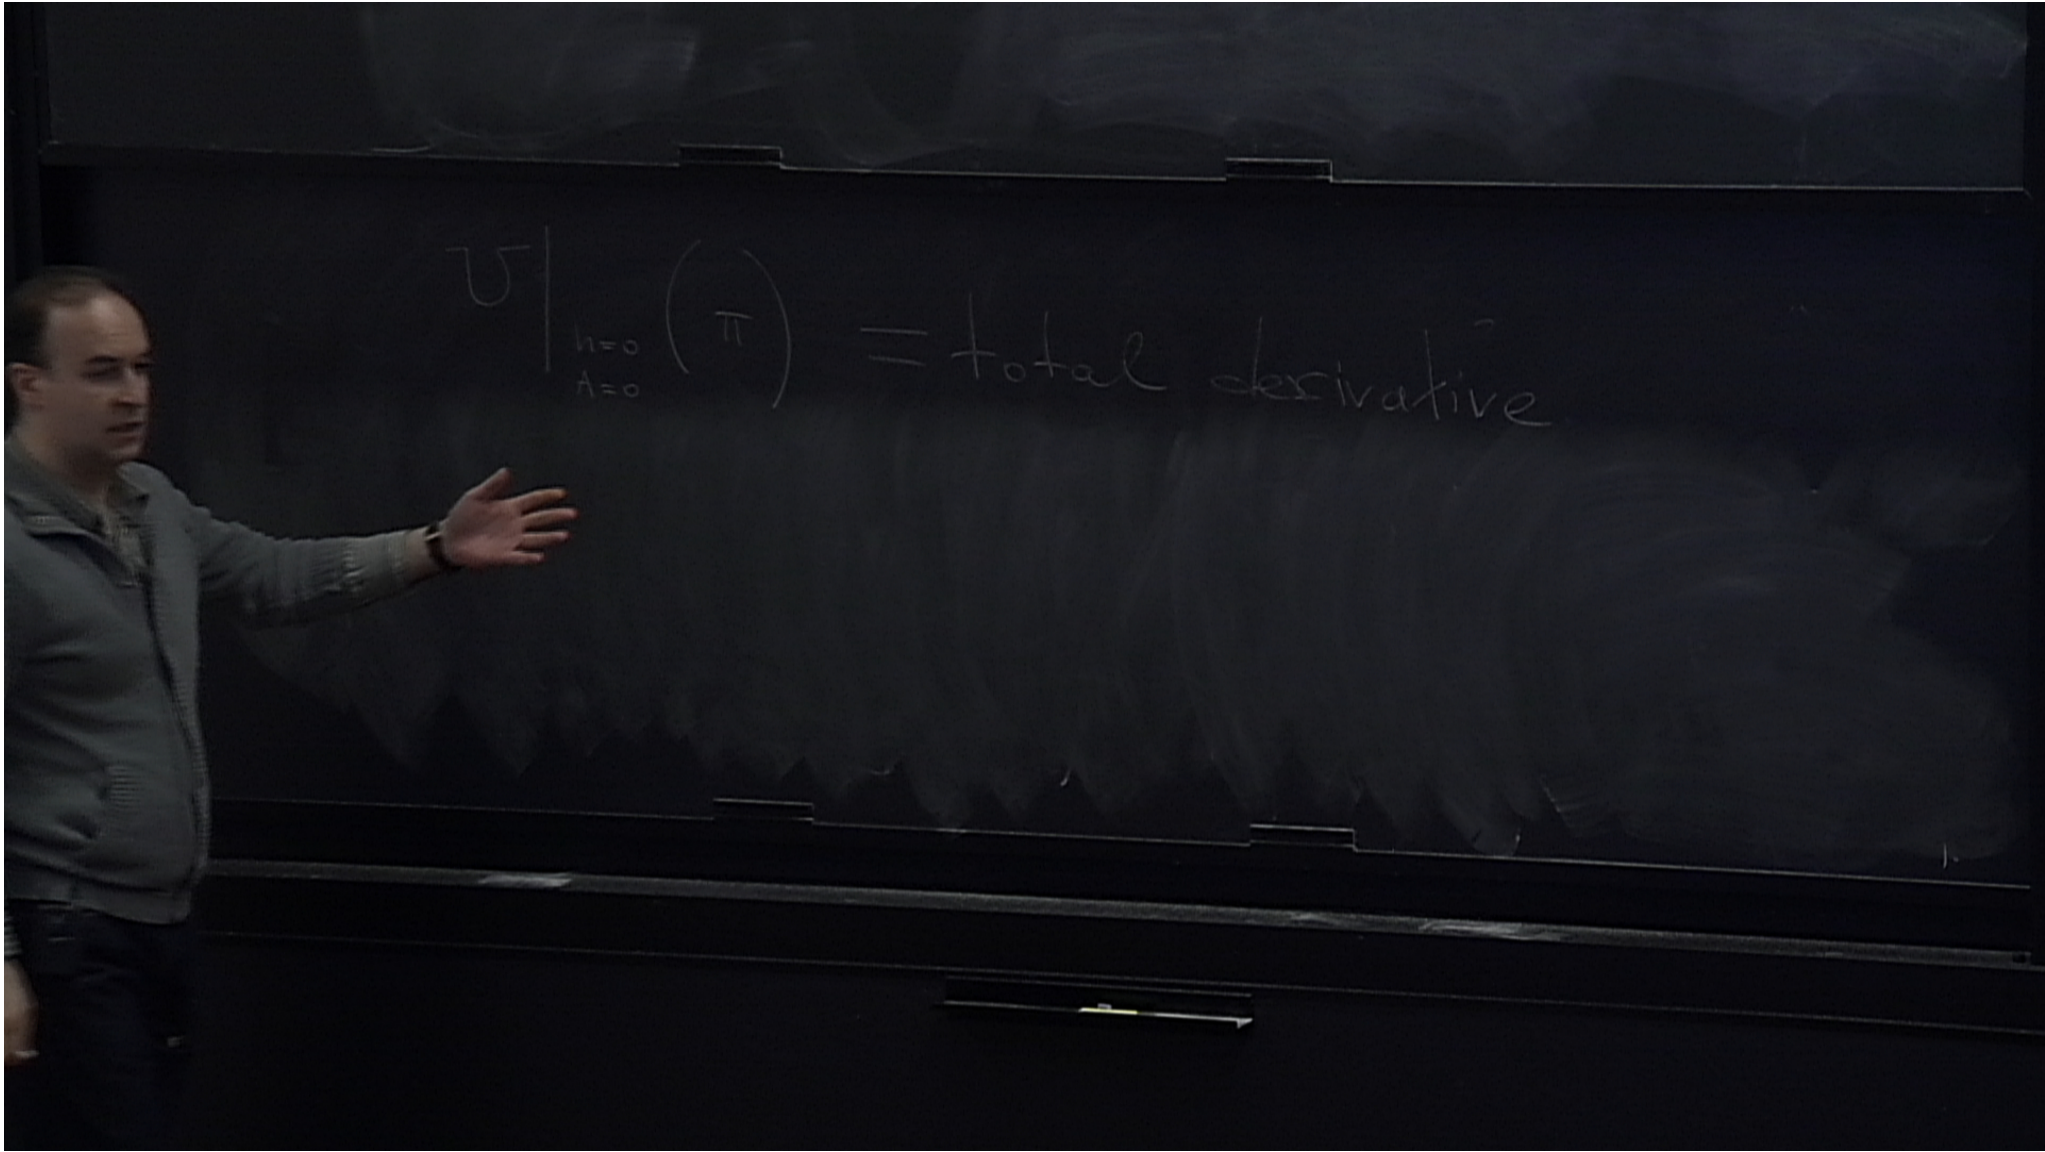 U|ₕ₌₀ ( π ) = total derivative
A=0